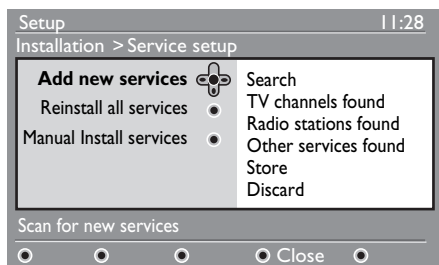 Setup 11:28
Installation > Service setup
Add new services
Reinstall all services
Manual Install services
Search
TV channels found
Radio stations found
Other services found
Store
Discard
Scan for new services
Close